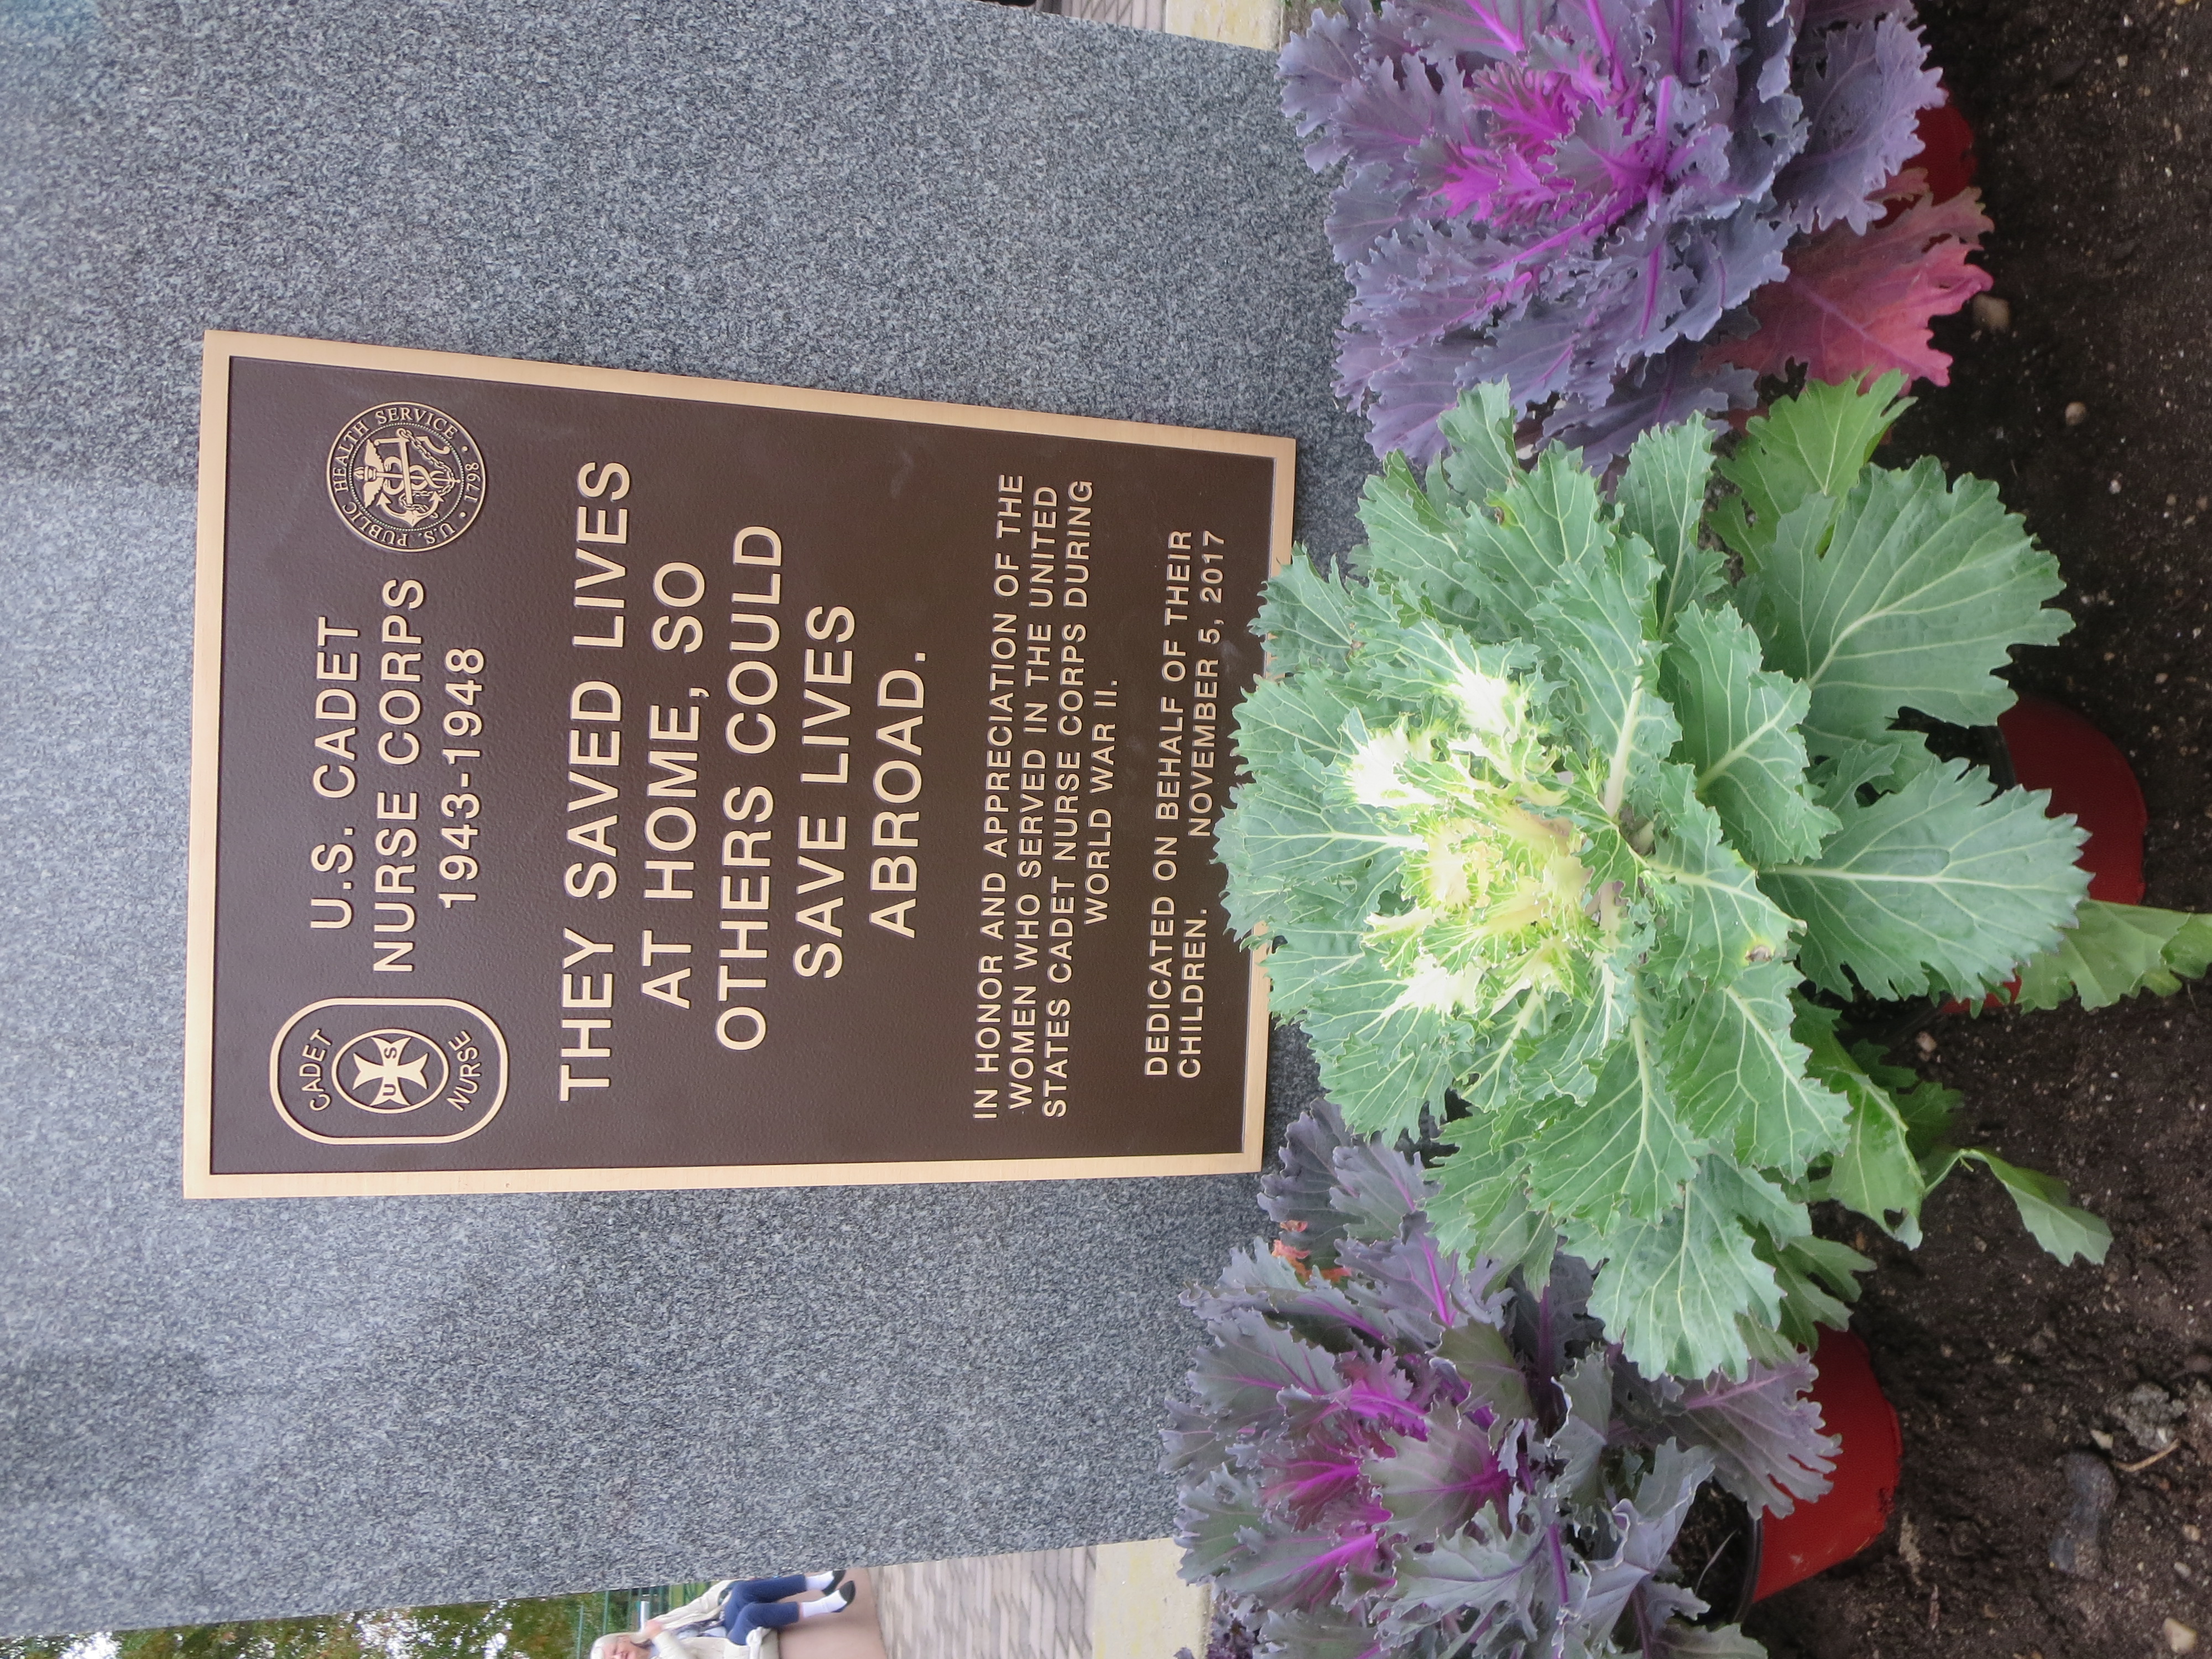 CADET
US
NURSE
U.S. CADET
NURSE CORPS
1943-1948
U.S. PUBLIC HEALTH SERVICE • 1798 •
THEY SAVED LIVES
AT HOME, SO
OTHERS COULD
SAVE LIVES
ABROAD.
IN HONOR AND APPRECIATION OF THE
WOMEN WHO SERVED IN THE UNITED
STATES CADET NURSE CORPS DURING
WORLD WAR II.
DEDICATED ON BEHALF OF THEIR
CHILDREN. NOVEMBER 5, 2017